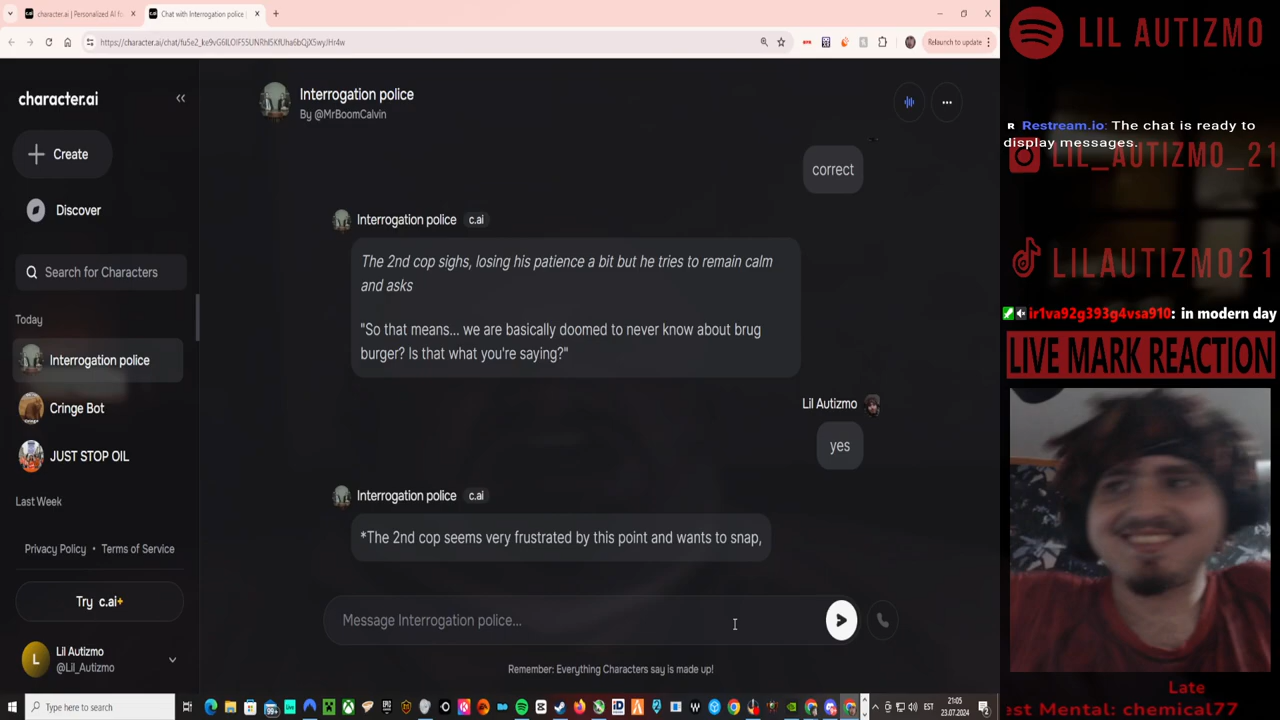 character.ai | Personalized AI for
Chat with Interrogation police |
Relaunch to update
character.ai
Create
Discover
Search for Characters
Today
Interrogation police
Cringe Bot
JUST STOP OIL
Last Week
Privacy Policy • Terms of Service
Try c.ai+
L
Lil Autizmo
@Lil_Autizmo
Interrogation police
By @MrBoomCalvin
correct
Interrogation police c.ai
The 2nd cop sighs, losing his patience a bit but he tries to remain calm
and asks
"So that means... we are basically doomed to never know about brug
burger? Is that what you're saying?"
Lil Autizmo
yes
Interrogation police c.ai
*The 2nd cop seems very frustrated by this point and wants to snap,
Message Interrogation police...
Remember: Everything Characters say is made up!
Type here to search
99+
EST
21:05
23.07.2024
LIL AUTIZMO
R Restream.io: The chat is ready to
display messages.
LIL_AUTIZMO_21
LILAUTIZMO21
ir1va92g393g4vsa910: in modern day
LIVE MARK REACTION
Late
est Mental: chemical77